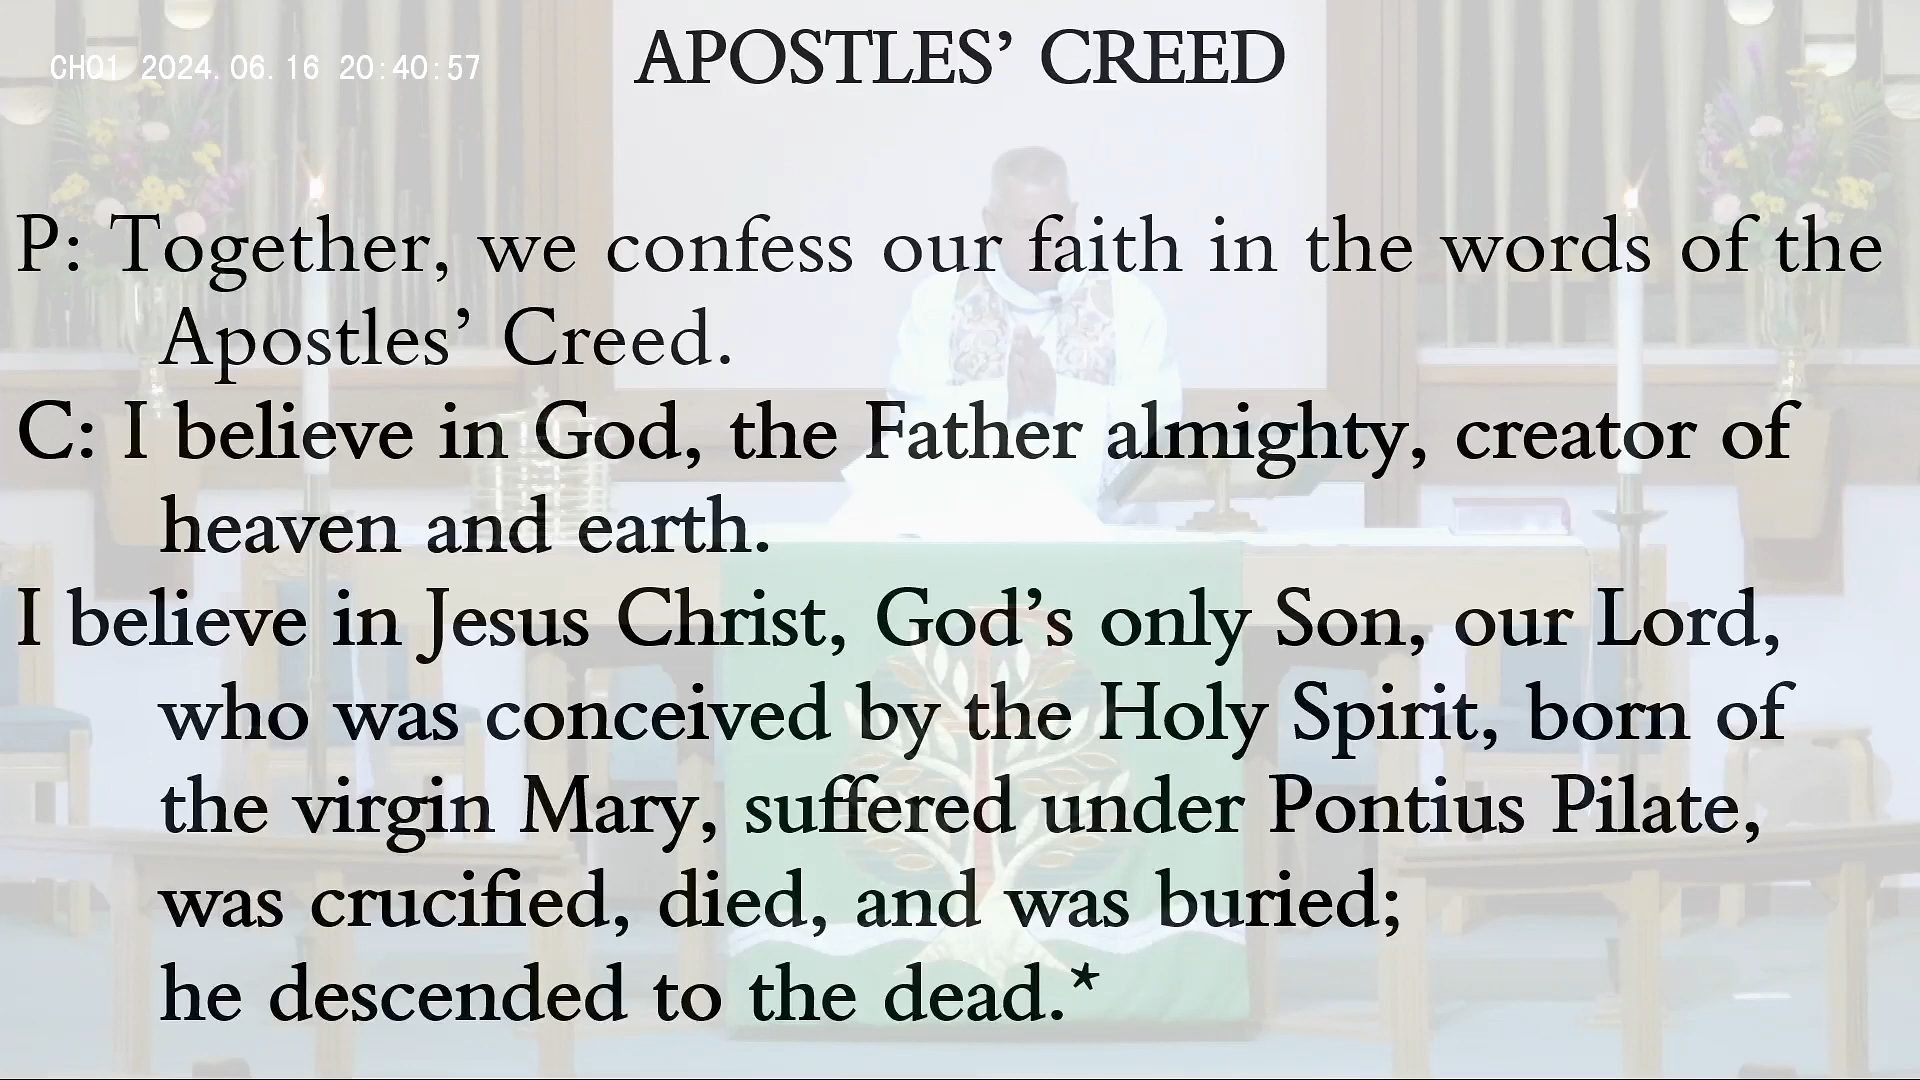 APOSTLES’ CREED
CH01 2024.06.16 20:40:57
P: Together, we confess our faith in the words of the
Apostles’ Creed.
C: I believe in God, the Father almighty, creator of
heaven and earth.
I believe in Jesus Christ, God’s only Son, our Lord,
who was conceived by the Holy Spirit, born of
the virgin Mary, suffered under Pontius Pilate,
was crucified, died, and was buried;
he descended to the dead.*